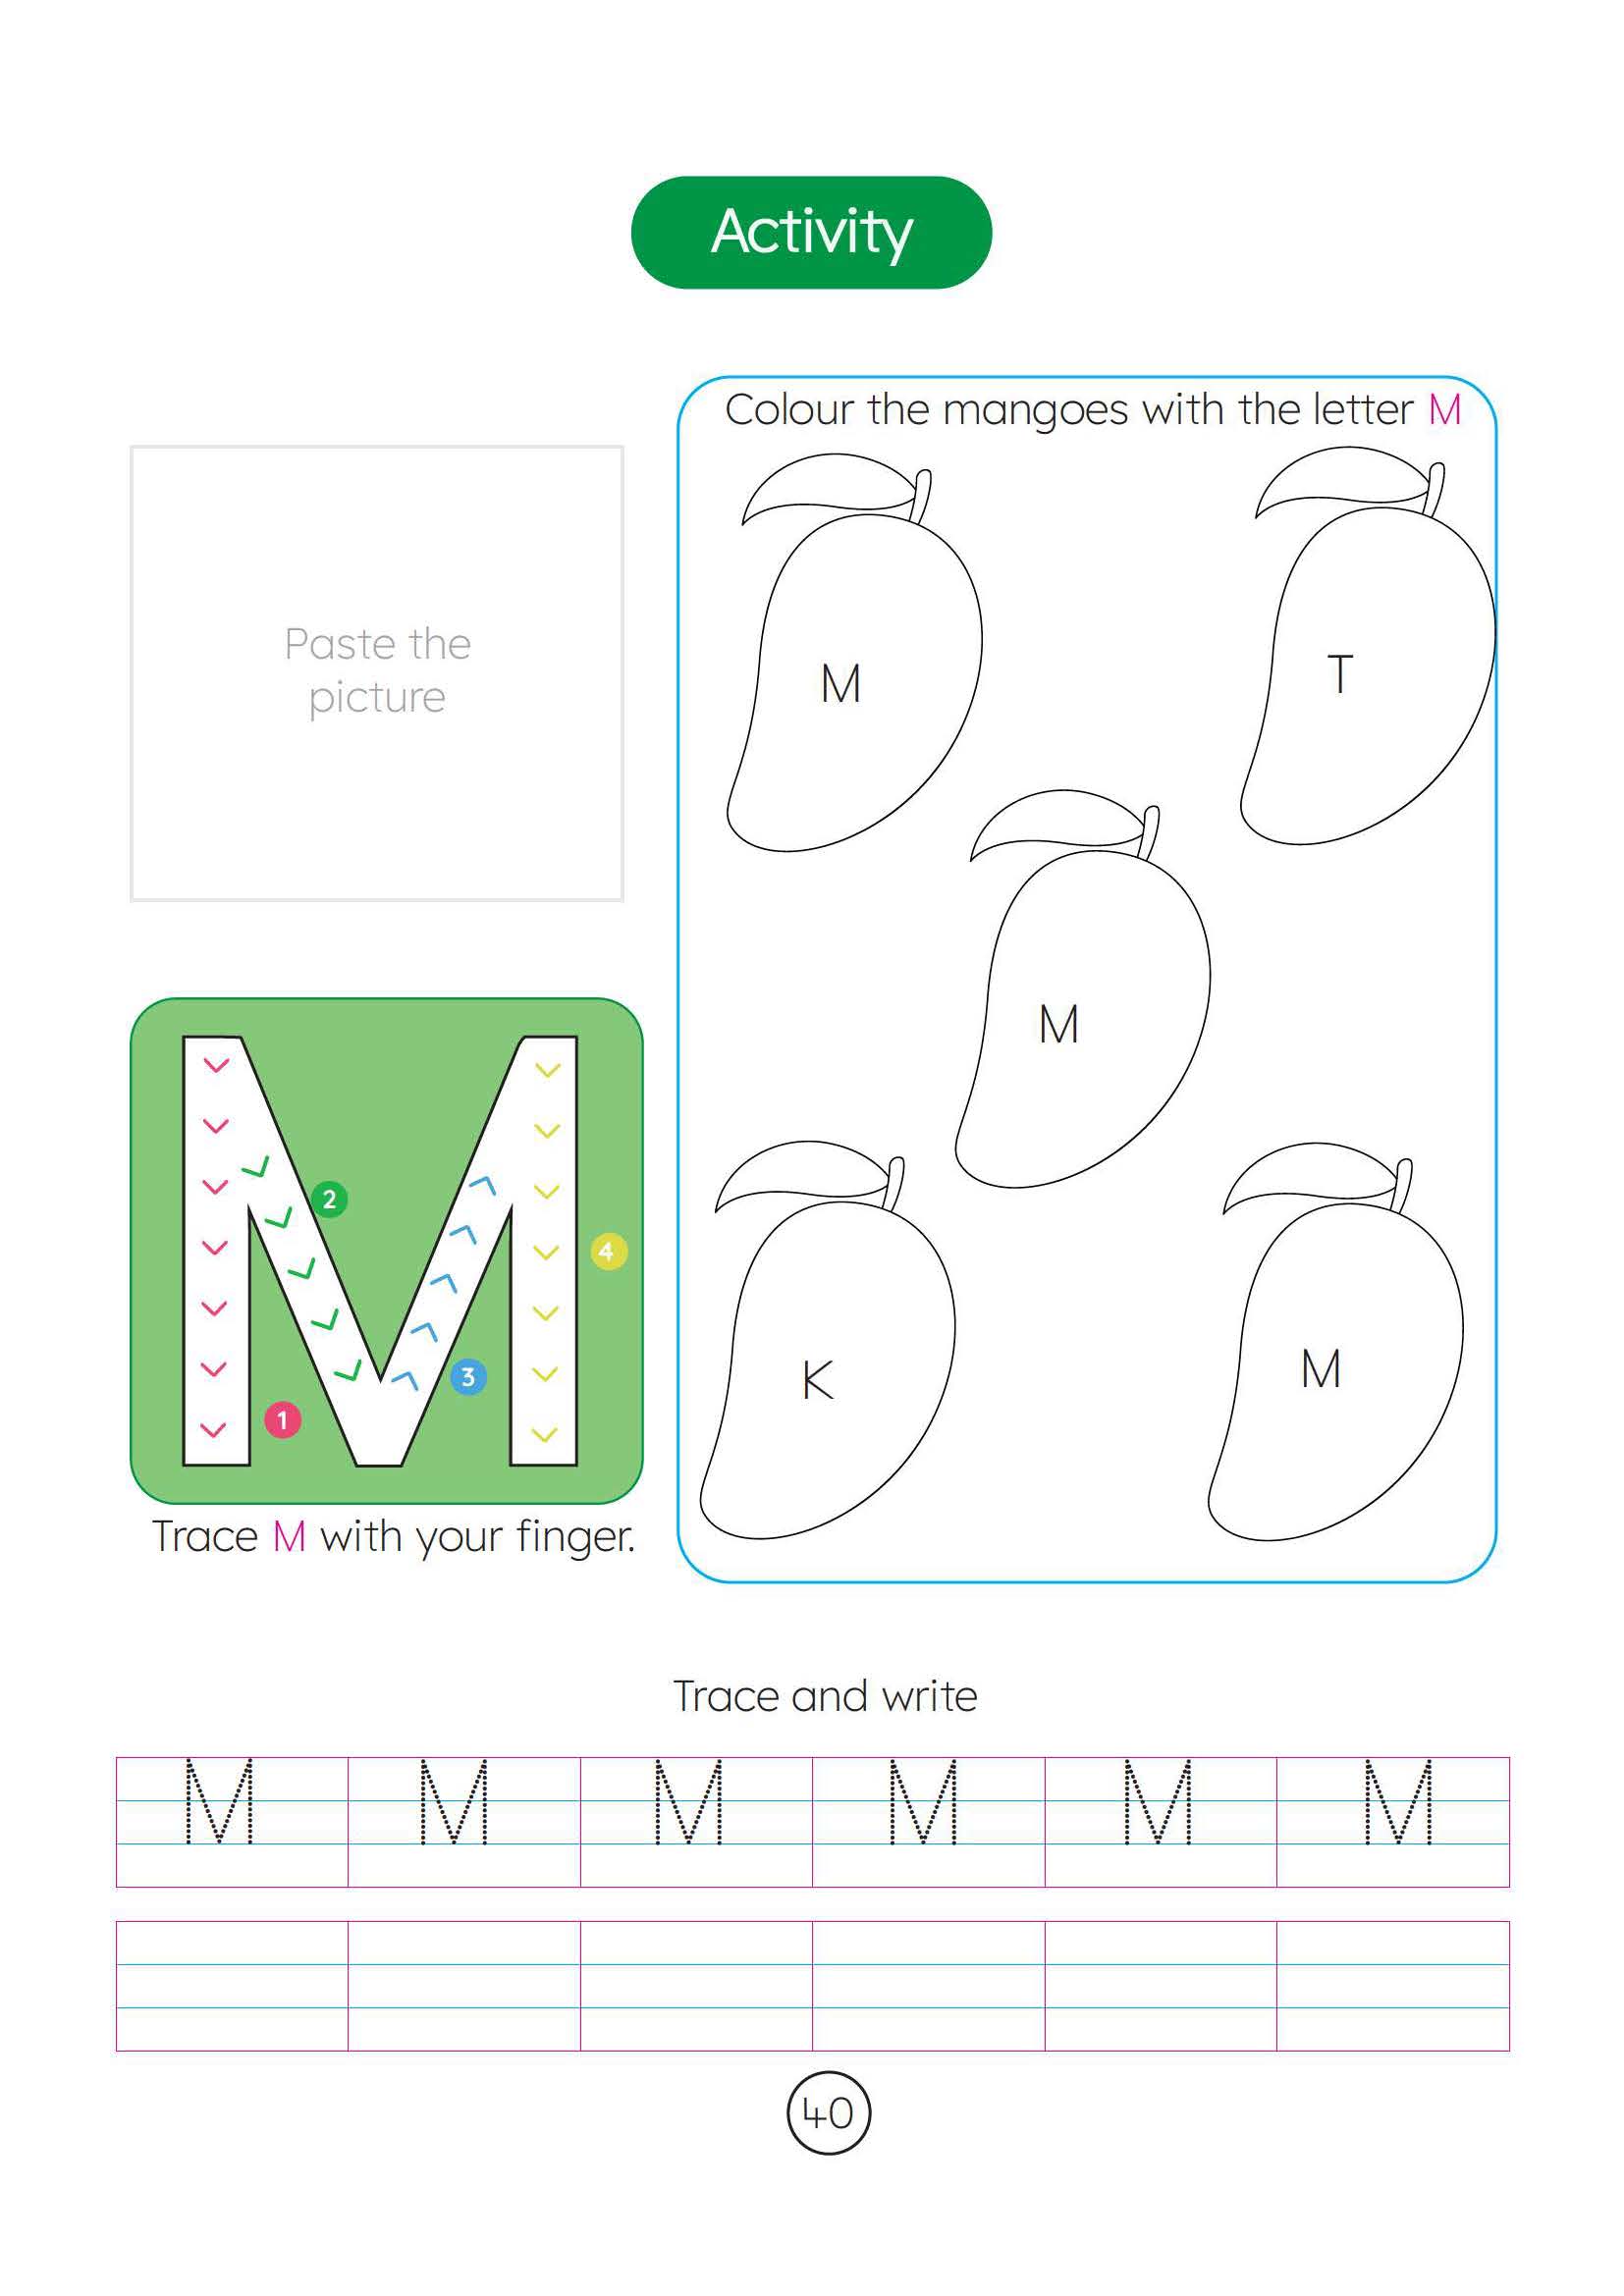 Activity
Colour the mangoes with the letter M
Paste the
picture
M
T
M
K
M
2
4
3
1
Trace M with your finger.
Trace and write
M M M M M M
40